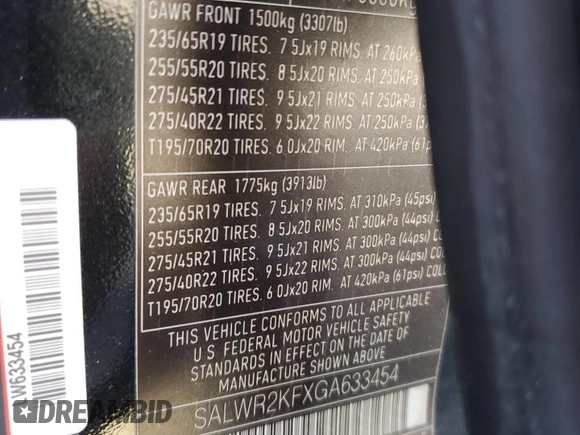 GAWR FRONT 1500kg (3307lb)
235/65R19 TIRES. 7 5Jx19 RIMS. AT 260kPa
255/55R20 TIRES. 8 5Jx20 RIMS. AT 250kPa
275/45R21 TIRES. 9 5Jx21 RIMS. AT 250kPa
275/40R22 TIRES. 9 5Jx22 RIMS. AT 250kPa
T195/70R20 TIRES. 6 0Jx20 RIM. AT 420kPa (61p
GAWR REAR 1775kg (3913lb)
235/65R19 TIRES. 7 5Jx19 RIMS. AT 310kPa (45psi)
255/55R20 TIRES. 8 5Jx20 RIMS. AT 300kPa (44psi)
275/45R21 TIRES. 9 5Jx21 RIMS. AT 300kPa (44psi)
275/40R22 TIRES. 9 5Jx22 RIMS. AT 300kPa (44psi) CO
T195/70R20 TIRES. 6 0Jx20 RIM. AT 420kPa (61psi) COL
THIS VEHICLE CONFORMS TO ALL APPLICABLE
U S FEDERAL MOTOR VEHICLE SAFETY
STANDARDS IN EFFECT ON THE DATE OF
MANUFACTURE SHOWN ABOVE
SALWR2KFXGA633454
633454
DREAMBID